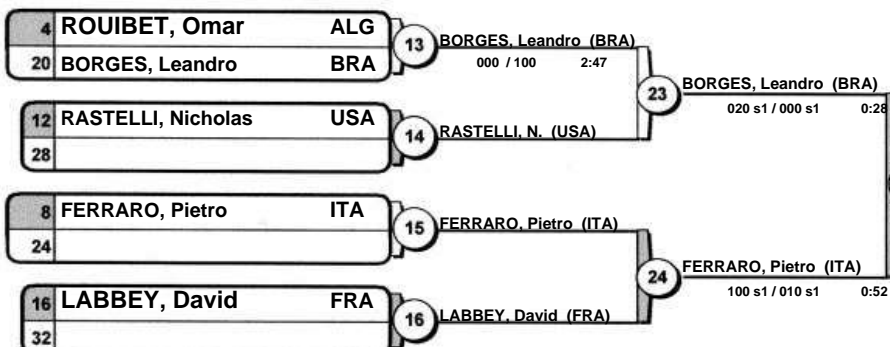 4 ROUIBET, Omar ALG
20 BORGES, Leandro BRA
13
BORGES, Leandro (BRA)
000 / 100 2:47
12 RASTELLI, Nicholas USA
28
14
RASTELLI, N. (USA)
23
BORGES, Leandro (BRA)
020 s1 / 000 s1 0:28
8 FERRARO, Pietro ITA
24
15
FERRARO, Pietro (ITA)
16 LABBEY, David FRA
32
16
LABBEY, David (FRA)
24
FERRARO, Pietro (ITA)
100 s1 / 010 s1 0:52